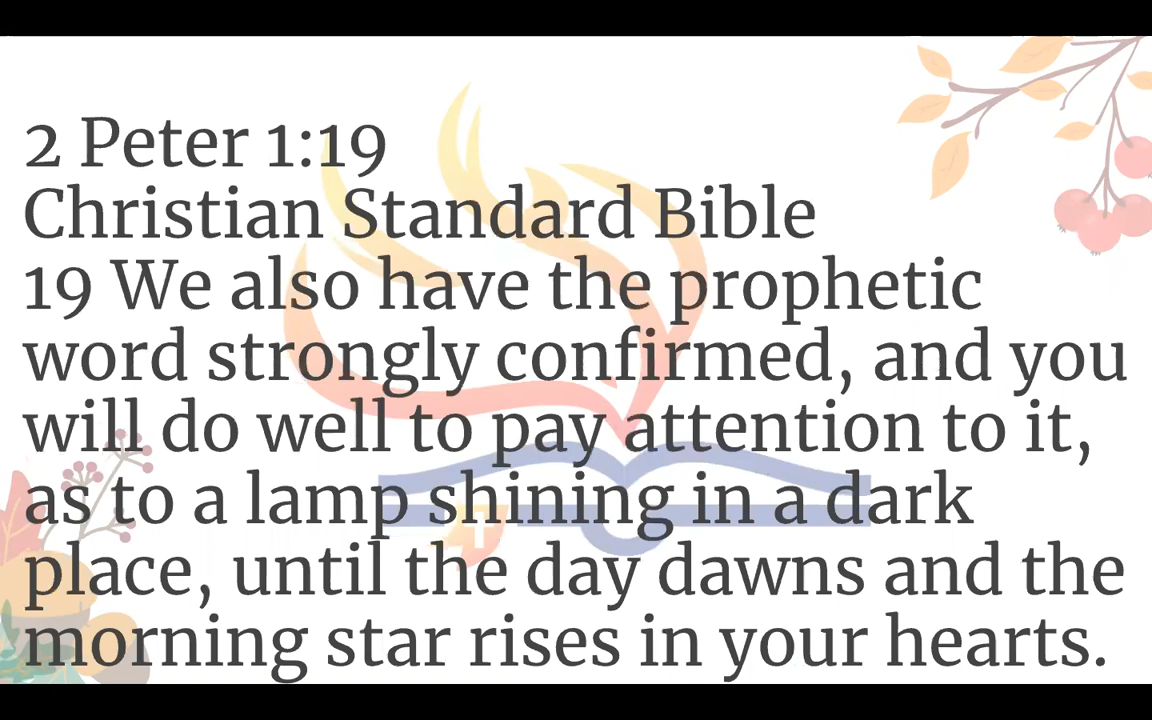 2 Peter 1:19
Christian Standard Bible
19 We also have the prophetic
word strongly confirmed, and you
will do well to pay attention to it,
as to a lamp shining in a dark
place, until the day dawns and the
morning star rises in your hearts.